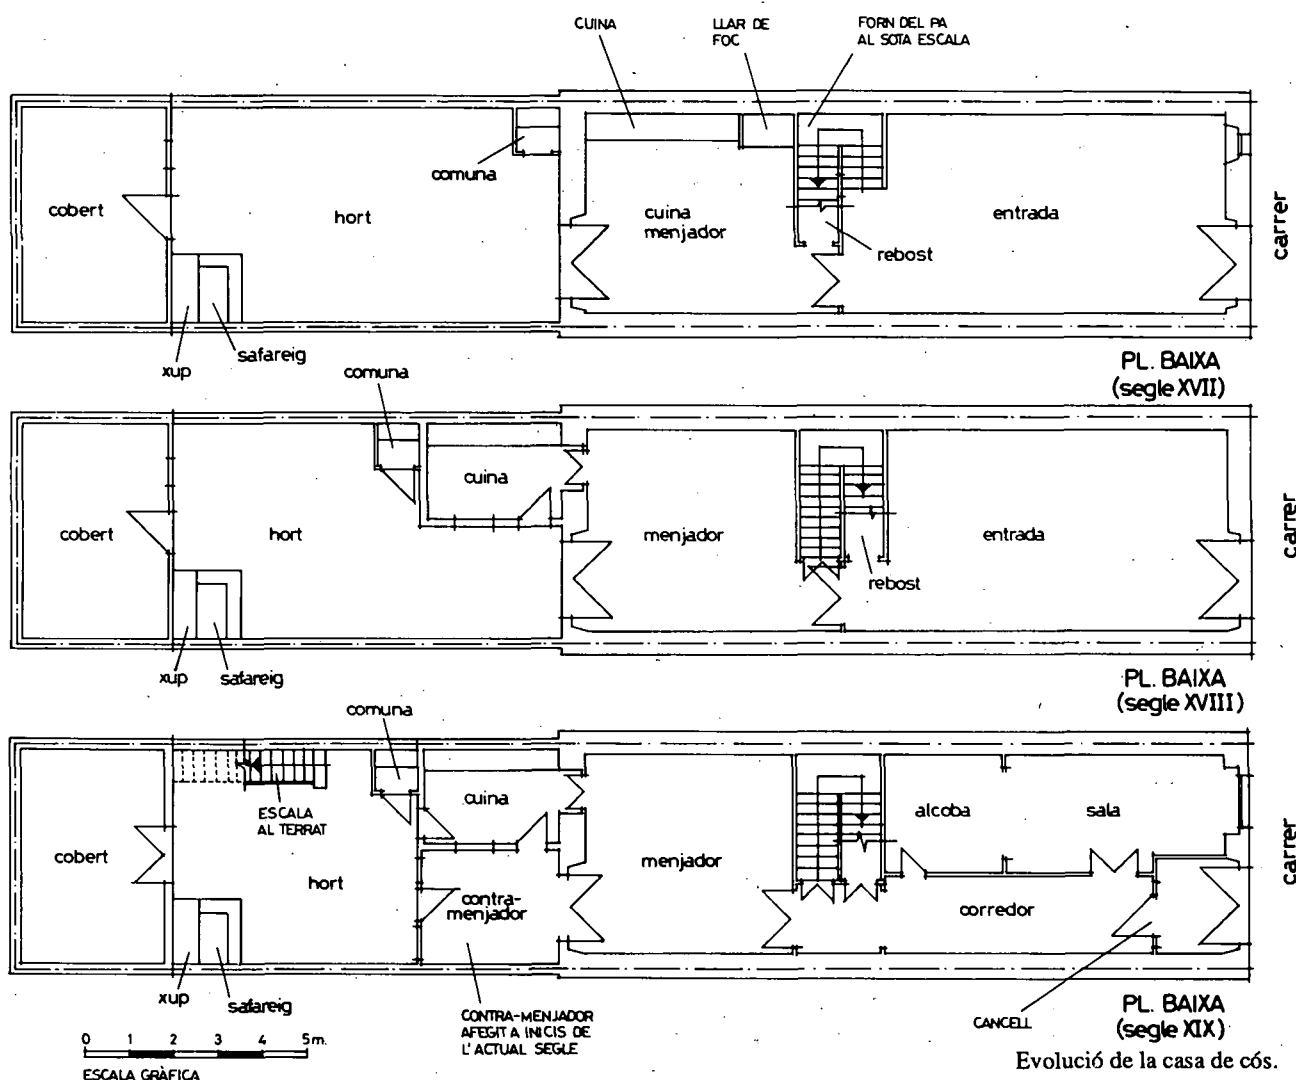 CUINA
LLAR DE
FOC
FORN DEL PA
AL SOTA ESCALA
comuna
cobert
hort
cuina
menjador
rebost
entrada
carrer
xup
safareig
PL. BAIXA
(segle XVII)
comuna
cuina
cobert
hort
menjador
rebost
entrada
carrer
xup
safareig
PL. BAIXA
(segle XVIII)
comuna
ESCALA
AL TERRAT
cuina
cobert
hort
contra-
menjador
menjador
alcoba
sala
corredor
carrer
xup
safareig
CONTRA-MENJADOR
AFEGIT A INICIS DE
L'ACTUAL SEGLE
CANCELL
PL. BAIXA
(segle XIX)
0 1 2 3 4 5m.
ESCALA GRÀFICA
Evolució de la casa de cós.